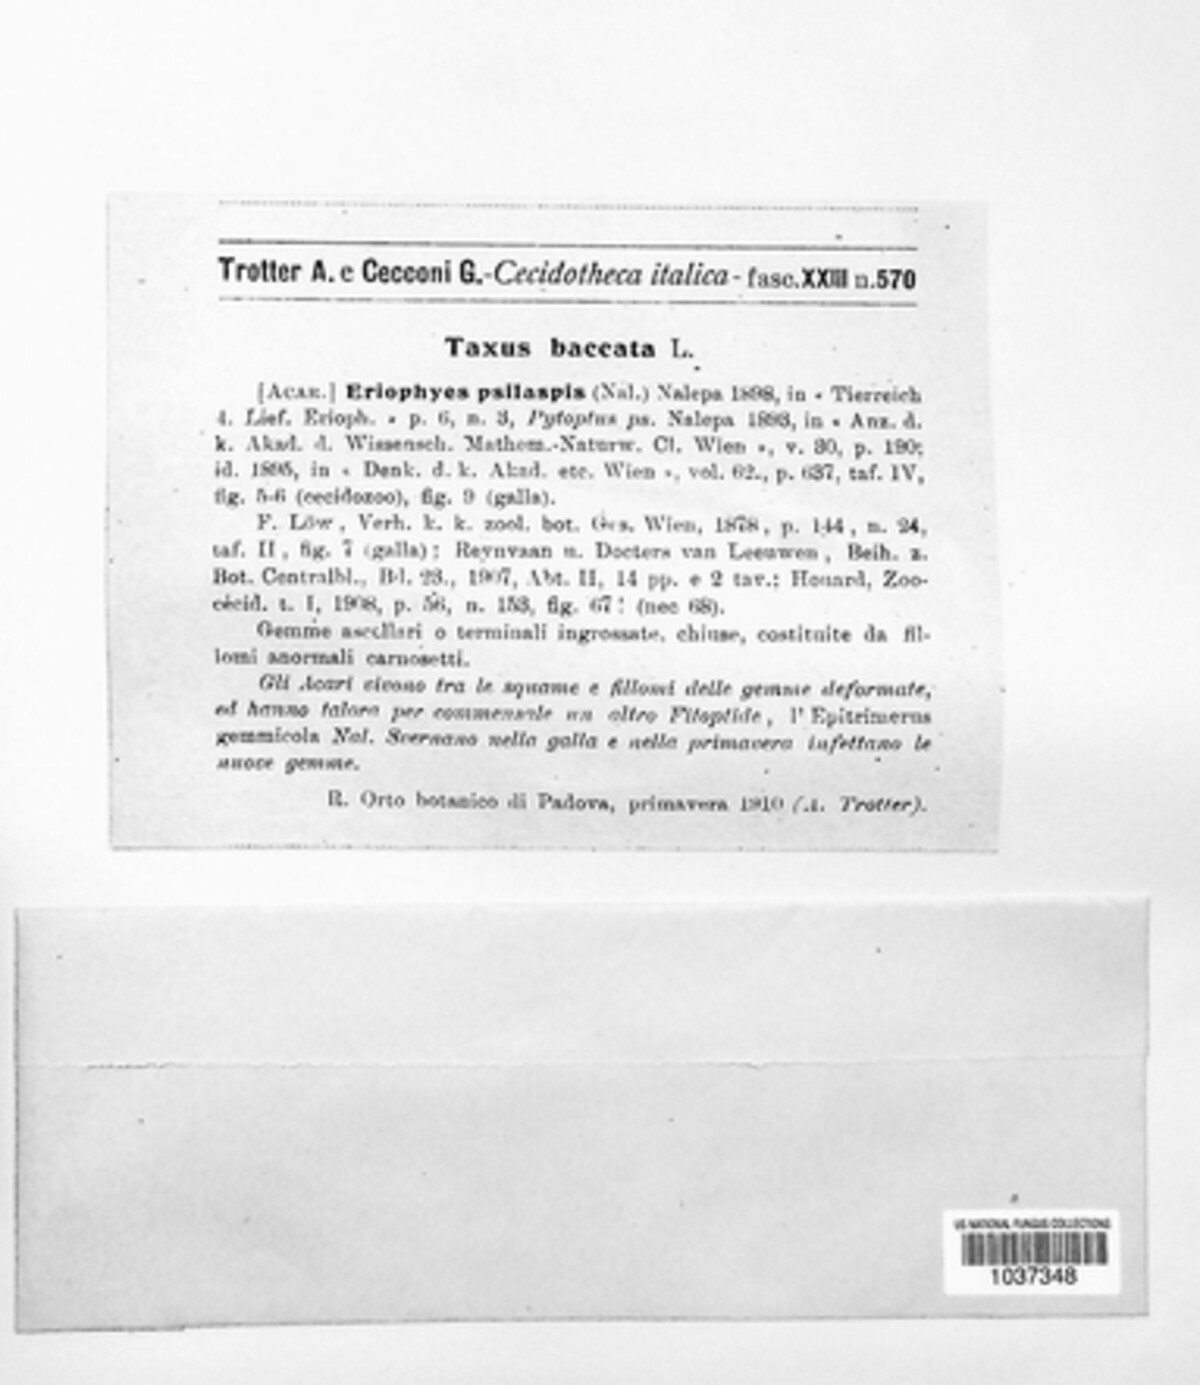 Trotter A. e Cecconi G.-Cecidotheca italica - fasc.XXIII n.570
Taxus baccata L.
[Acar.] Eriophyes psilaspis (Nal.) Nalepa 1898, in « Tierreich
4. Lief. Erioph. » p. 6, n. 3, Pytoptus ps. Nalepa 1893, in « Anz. d.
k. Akad. d. Wissensch. Mathem.-Naturw. Cl. Wien », v. 30, p. 190;
id. 1895, in « Denk. d. k. Akad. etc. Wien », vol. 62., p. 637, taf. IV,
fig. 5-6 (cecidozoo), fig. 9 (galla).
F. Löw, Verh. k. k. zool. bot. Ges. Wien, 1878, p. 144, n. 24,
taf. II, fig. 7 (galla); Reynvaan u. Docters van Leeuwen, Beih. z.
Bot. Centralbl., Bd. 23., 1907, Abt. II, 14 pp. e 2 tav.; Houard, Zoo-
cécid. t. I, 1908, p. 56, n. 153, fig. 67! (nec 68).
Gemme ascellari o terminali ingrossate, chiuse, costituite da fil-
lomi anormali carnosetti.
Gli Acari vivono tra le squame e fillomi delle gemme deformate,
ed hanno talora per commensale un altro Fitoptide, l'Epitrimerus
gemmicola Nal. Svernano nella galla e nella primavera infettano le
nuove gemme.
R. Orto botanico di Padova, primavera 1910 (A. Trotter).
US NATIONAL FUNGUS COLLECTIONS
1037348